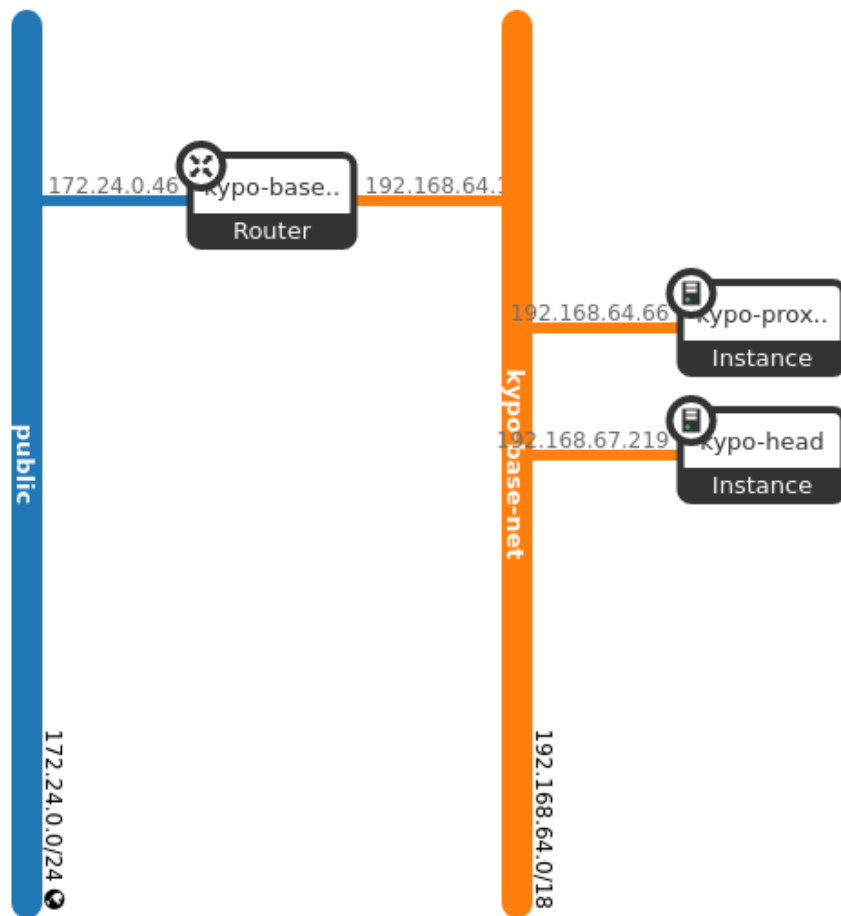 172.24.0.46
kypo-base..
Router
192.168.64.1
192.168.64.66
kypo-prox..
Instance
192.168.67.219
kypo-head
Instance
public
kypo-base-net
172.24.0.0/24
192.168.64.0/18